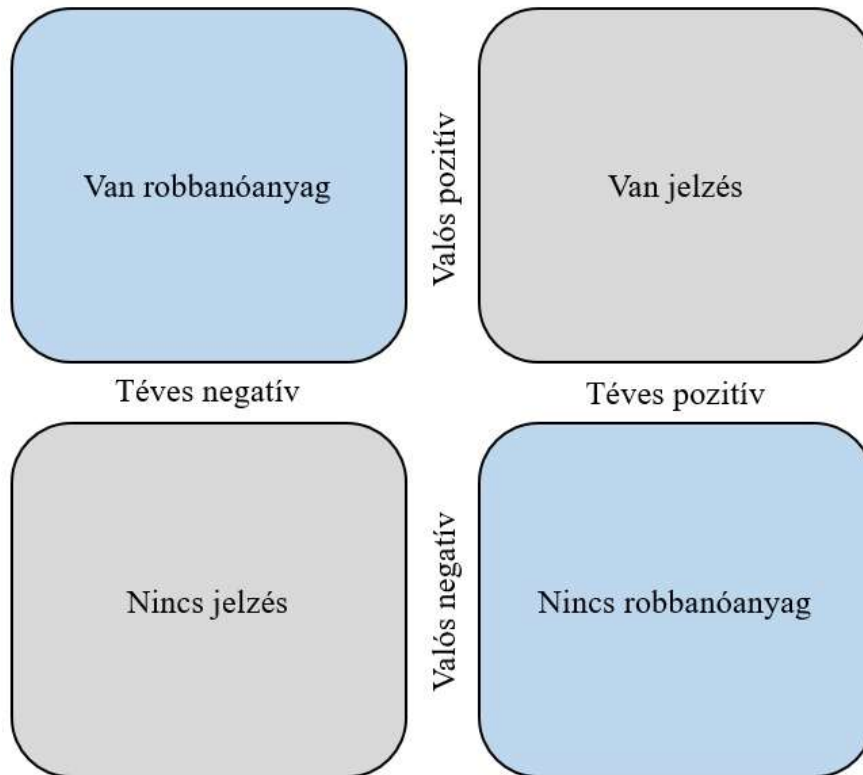 Van robbanóanyag
Valós pozitív
Van jelzés
Téves negatív
Téves pozitív
Nincs jelzés
Valós negatív
Nincs robbanóanyag